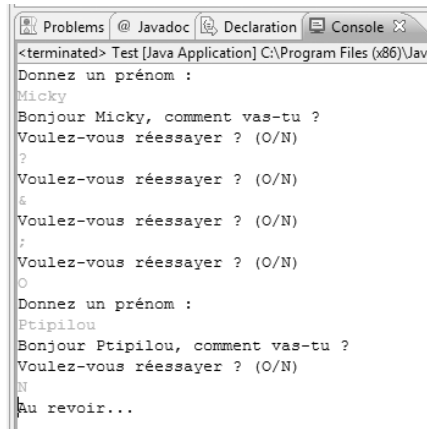 Problems @ Javadoc Declaration Console
<terminated> Test [Java Application] C:\Program Files (x86)\Jav
Donnez un prénom :
Micky
Bonjour Micky, comment vas-tu ?
Voulez-vous réessayer ? (O/N)
?
Voulez-vous réessayer ? (O/N)
&
Voulez-vous réessayer ? (O/N)
;
Voulez-vous réessayer ? (O/N)
O
Donnez un prénom :
Ptipilou
Bonjour Ptipilou, comment vas-tu ?
Voulez-vous réessayer ? (O/N)
N
Au revoir...